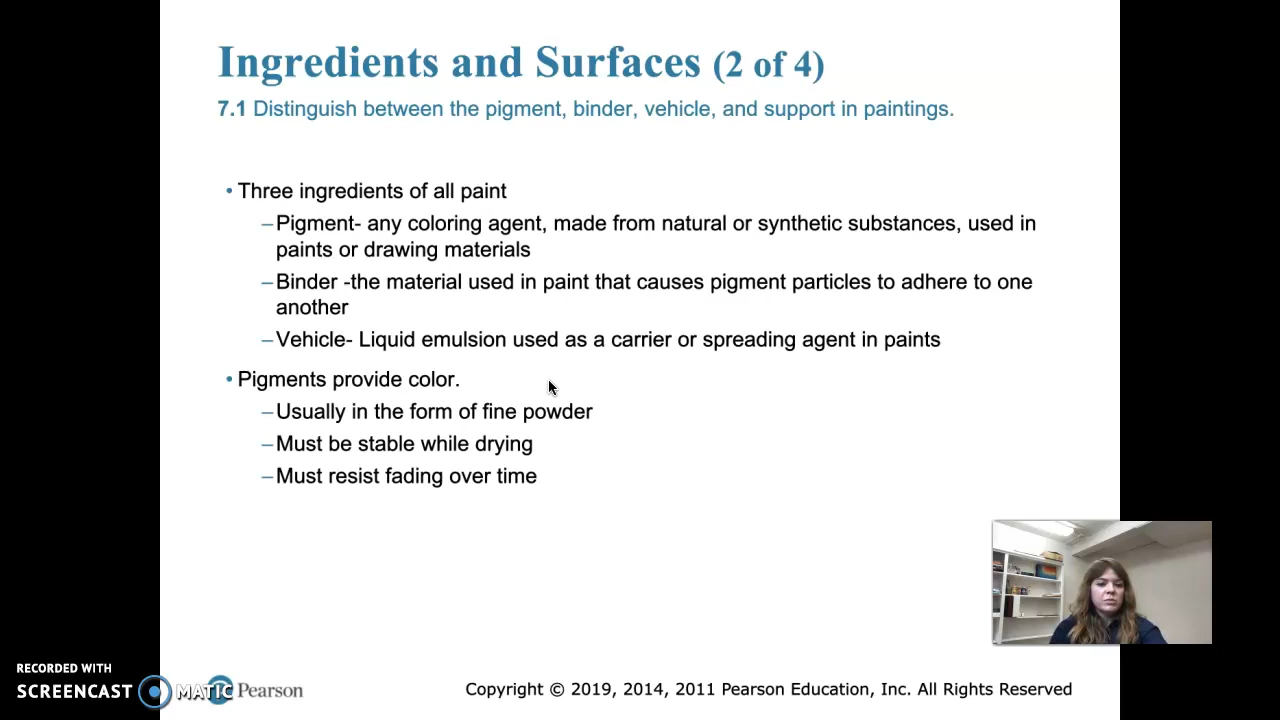 Ingredients and Surfaces (2 of 4)
7.1 Distinguish between the pigment, binder, vehicle, and support in paintings.
• Three ingredients of all paint
–Pigment- any coloring agent, made from natural or synthetic substances, used in
paints or drawing materials
–Binder -the material used in paint that causes pigment particles to adhere to one
another
–Vehicle- Liquid emulsion used as a carrier or spreading agent in paints
• Pigments provide color.
–Usually in the form of fine powder
–Must be stable while drying
–Must resist fading over time
RECORDED WITH
SCREENCAST MATIC
Pearson
Copyright © 2019, 2014, 2011 Pearson Education, Inc. All Rights Reserved